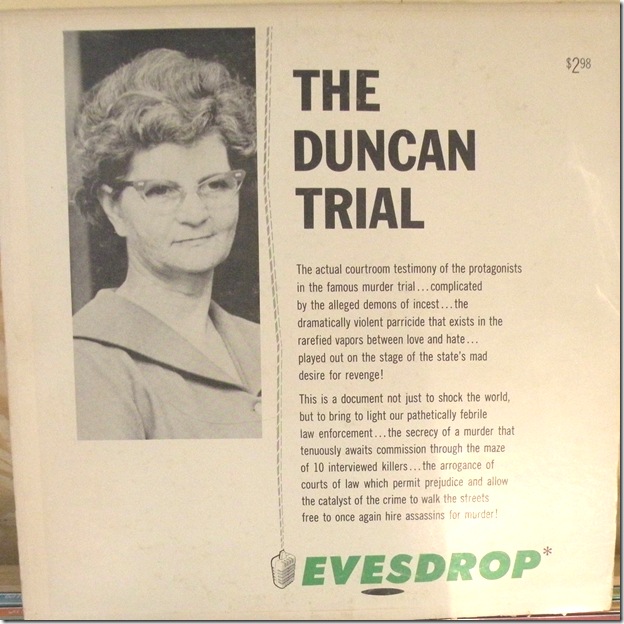 $2.98
THE
DUNCAN
TRIAL
The actual courtroom testimony of the protagonists
in the famous murder trial...complicated
by the alleged demons of incest...the
dramatically violent parricide that exists in the
rarefied vapors between love and hate...
played out on the stage of the state's mad
desire for revenge!
This is a document not just to shock the world,
but to bring to light our pathetically febrile
law enforcement...the secrecy of a murder that
tenuously awaits commission through the maze
of 10 interviewed killers...the arrogance of
courts of law which permit prejudice and allow
the catalyst of the crime to walk the streets
free to once again hire assassins for murder!
EVESDROP*